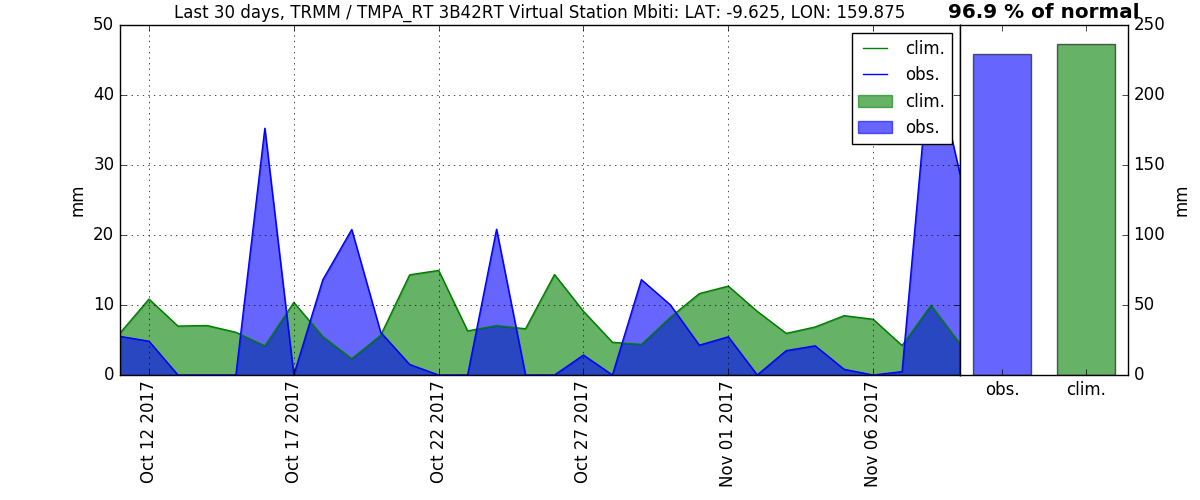 Last 30 days, TRMM / TMPA_RT 3B42RT Virtual Station Mbiti: LAT: -9.625, LON: 159.875
96.9 % of normal
50
40
30
20
10
0
mm
clim.
obs.
clim.
obs.
250
200
150
100
50
0
mm
Oct 12 2017
Oct 17 2017
Oct 22 2017
Oct 27 2017
Nov 01 2017
Nov 06 2017
obs.
clim.